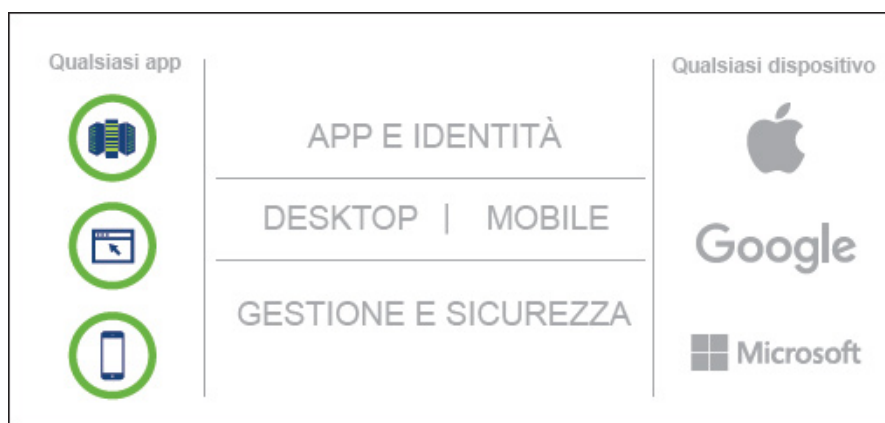 Qualsiasi app
Qualsiasi dispositivo
APP E IDENTITÀ
DESKTOP | MOBILE
Google
GESTIONE E SICUREZZA
Microsoft